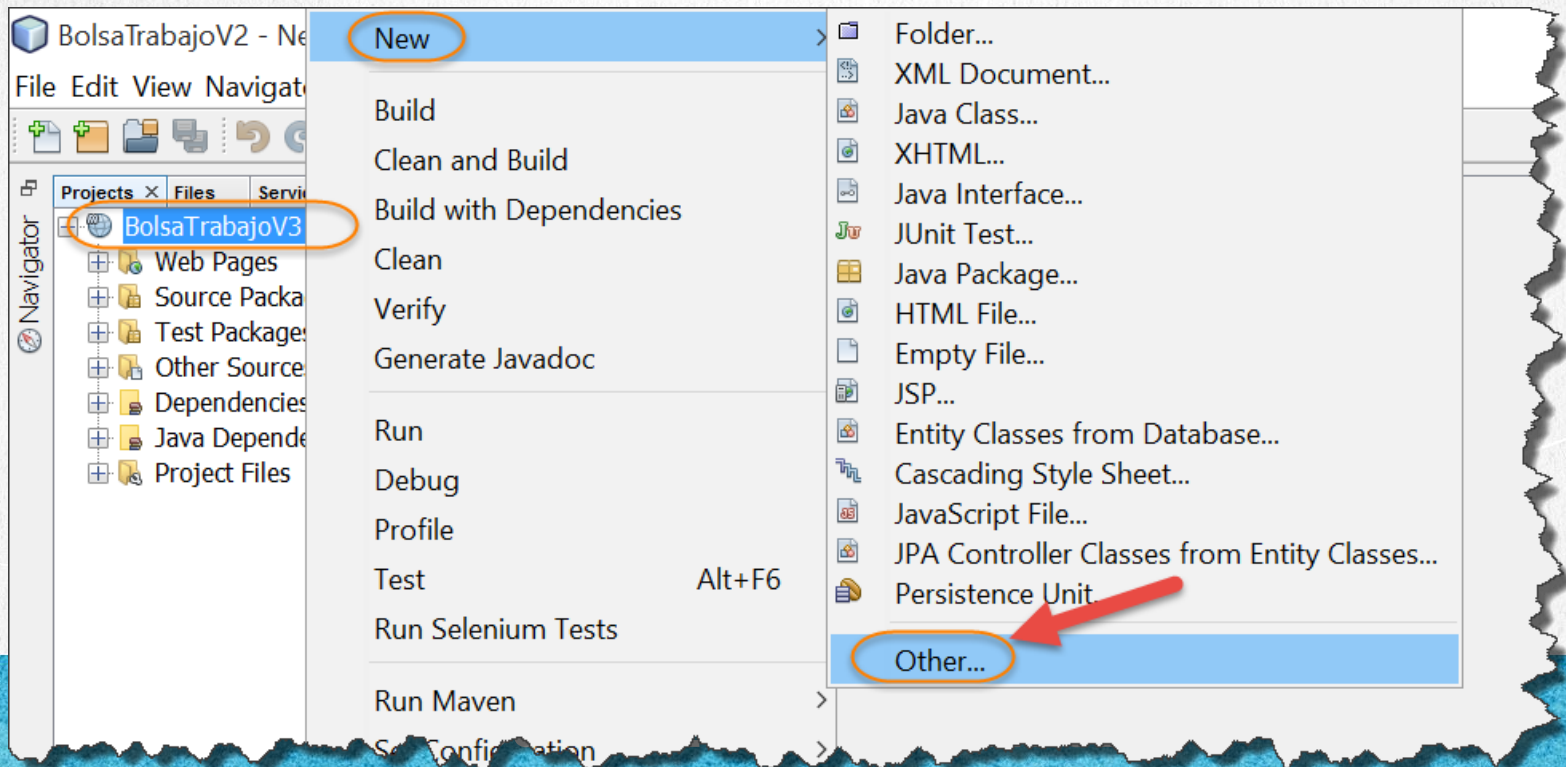 BolsaTrabajoV2 - Ne
File Edit View Navigat
Projects × Files Servi
Navigator
BolsaTrabajoV3
Web Pages
Source Packa
Test Packages
Other Source
Dependencies
Java Depende
Project Files
New
Build
Clean and Build
Build with Dependencies
Clean
Verify
Generate Javadoc
Run
Debug
Profile
Test Alt+F6
Run Selenium Tests
Run Maven
Set Configuration
Folder...
XML Document...
Java Class...
XHTML...
Java Interface...
JUnit Test...
Java Package...
HTML File...
Empty File...
JSP...
Entity Classes from Database...
Cascading Style Sheet...
JavaScript File...
JPA Controller Classes from Entity Classes...
Persistence Unit...
Other...